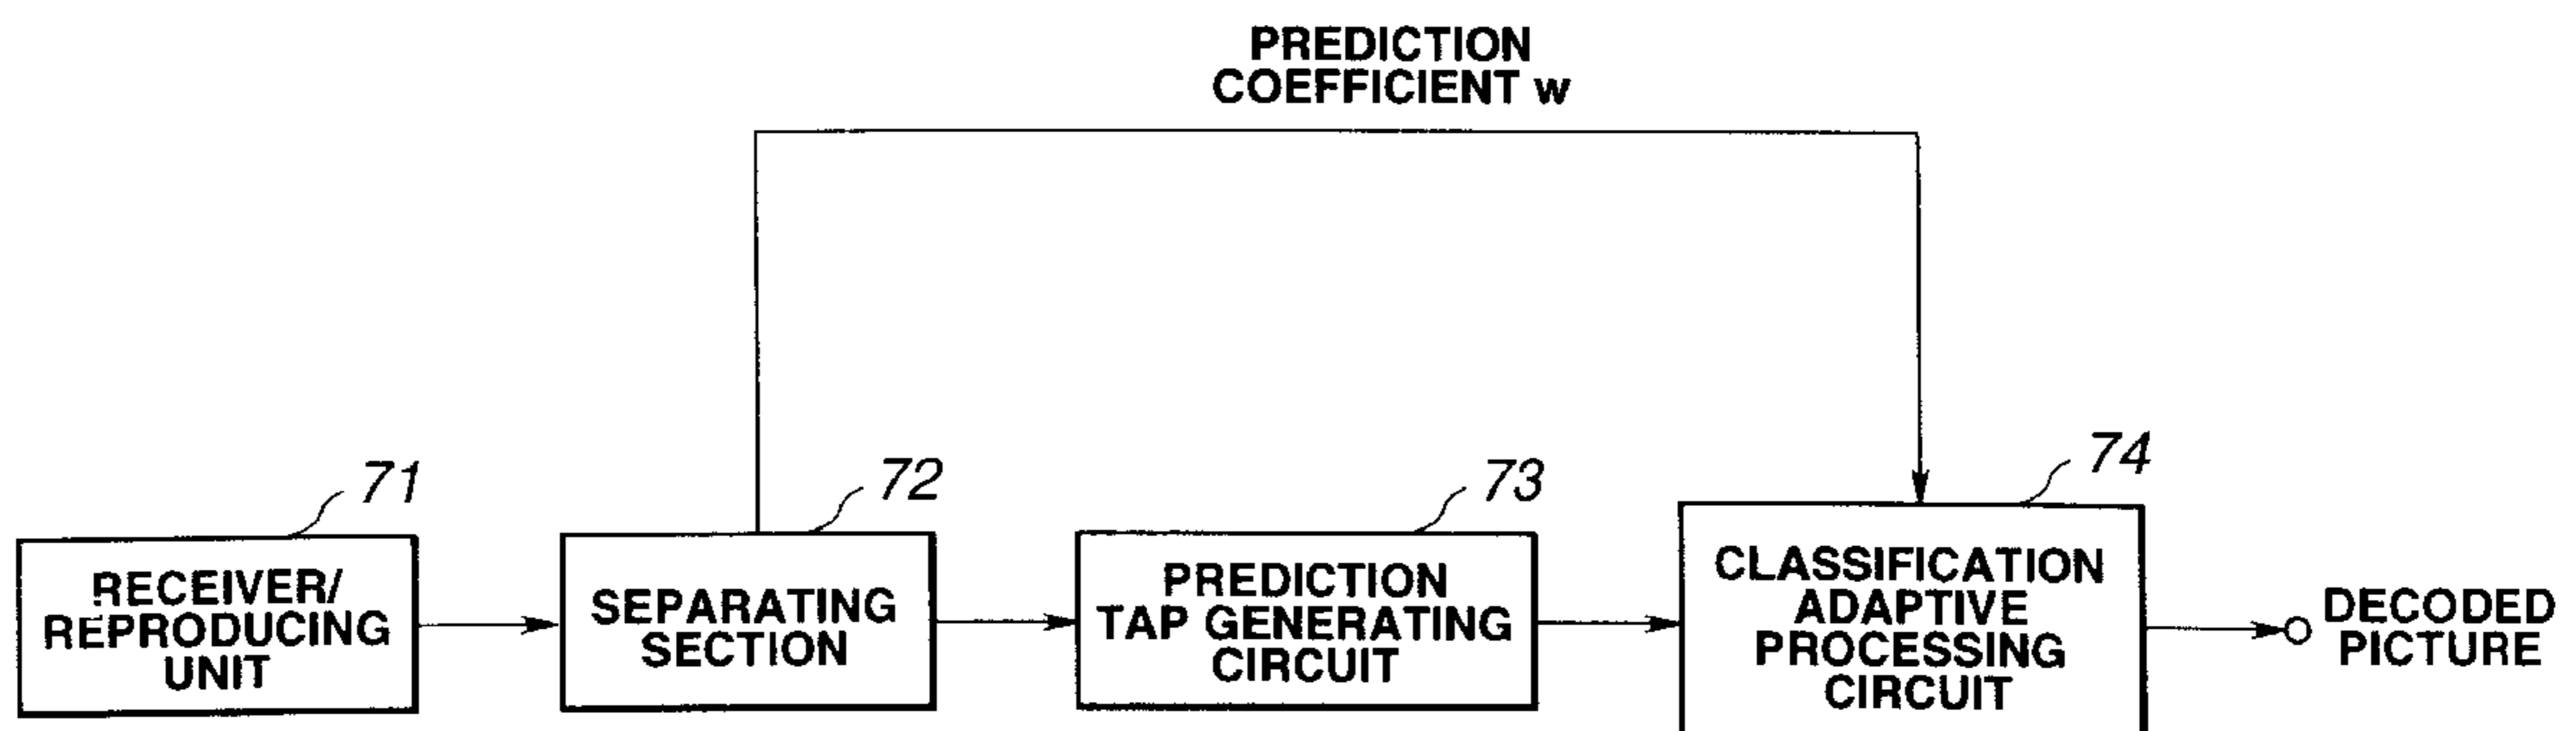 PREDICTION
COEFFICIENT w
71
72
73
74
RECEIVER/
REPRODUCING
UNIT
SEPARATING
SECTION
PREDICTION
TAP GENERATING
CIRCUIT
CLASSIFICATION
ADAPTIVE
PROCESSING
CIRCUIT
DECODED
PICTURE